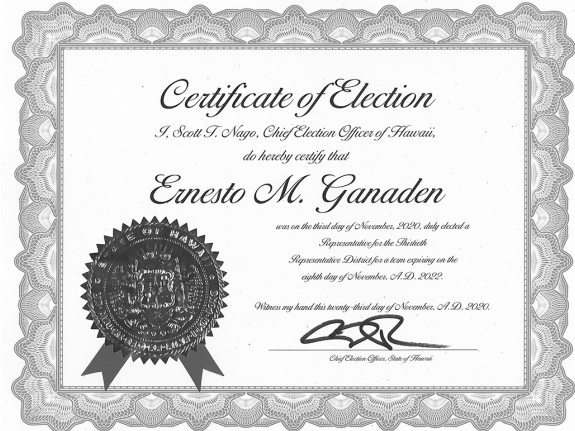 Certificate of Election
I, Scott T. Nago, Chief Election Officer of Hawaii,
do hereby certify that
Ernesto M. Ganaden
was on the third day of November, 2020, duly elected a
Representative for the Thirtieth
Representative District for a term expiring on the
eighth day of November, A.D. 2022.
Witness my hand this twenty-third day of November, A.D. 2020.
Chief Election Officer, State of Hawaii
STATE OF HAWAII